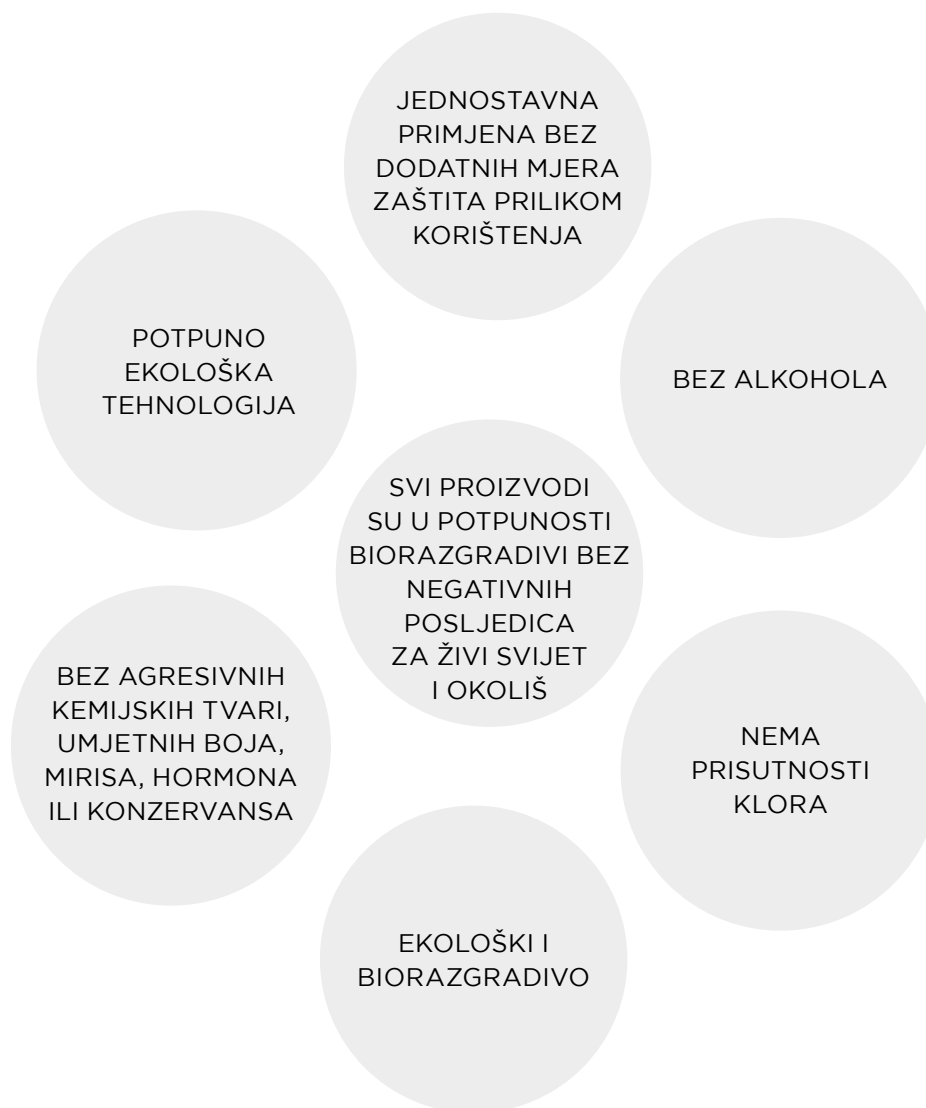 JEDNOSTAVNA
PRIMJENA BEZ
DODATNIH MJERA
ZAŠTITA PRILIKOM
KORIŠTENJA
POTPUNO
EKOLOŠKA
TEHNOLOGIJA
BEZ ALKOHOLA
SVI PROIZVODI
SU U POTPUNOSTI
BIORAZGRADIVI BEZ
NEGATIVNIH
POSLJEDICA
ZA ŽIVI SVIJET
I OKOLIŠ
BEZ AGRESIVNIH
KEMIJSKIH TVARI,
UMJETNIH BOJA,
MIRISA, HORMONA
ILI KONZERVANSA
NEMA
PRISUTNOSTI
KLORA
EKOLOŠKI I
BIORAZGRADIVO